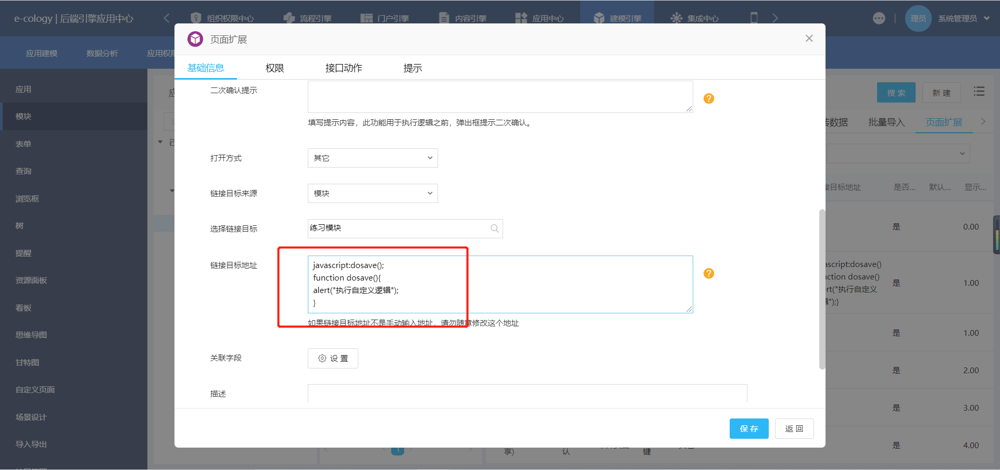 e-cology | 后端引擎应用中心
组织权限中心
流程引擎
门户引擎
内容引擎
应用中心
建模引擎
集成中心
理员
系统管理员
应用建模
数据分析
应用权限
页面扩展
基础信息
权限
接口动作
提示
应用
模块
表单
查询
浏览框
树
提醒
资源面板
看板
思维导图
甘特图
自定义页面
场景设计
导入导出
二次确认提示
填写提示内容，此功能用于执行逻辑之前，弹出框提示二次确认。
打开方式
其它
链接目标来源
模块
选择链接目标
练习模块
链接目标地址
javascript:dosave();
function dosave(){
alert("执行自定义逻辑");
}
如果链接目标地址不是手动输入地址，请勿随意修改这个地址
关联字段
设 置
描述
保 存
返 回
搜 索
新 建
数据
批量导入
页面扩展
目标地址
是否...
默认...
显示...
是
0.00
ascript:dosave()
nction dosave()
rt("执行自定义
");}
是
1.00
是
1.00
是
2.00
是
3.00
是
4.00
1
享)
认
键